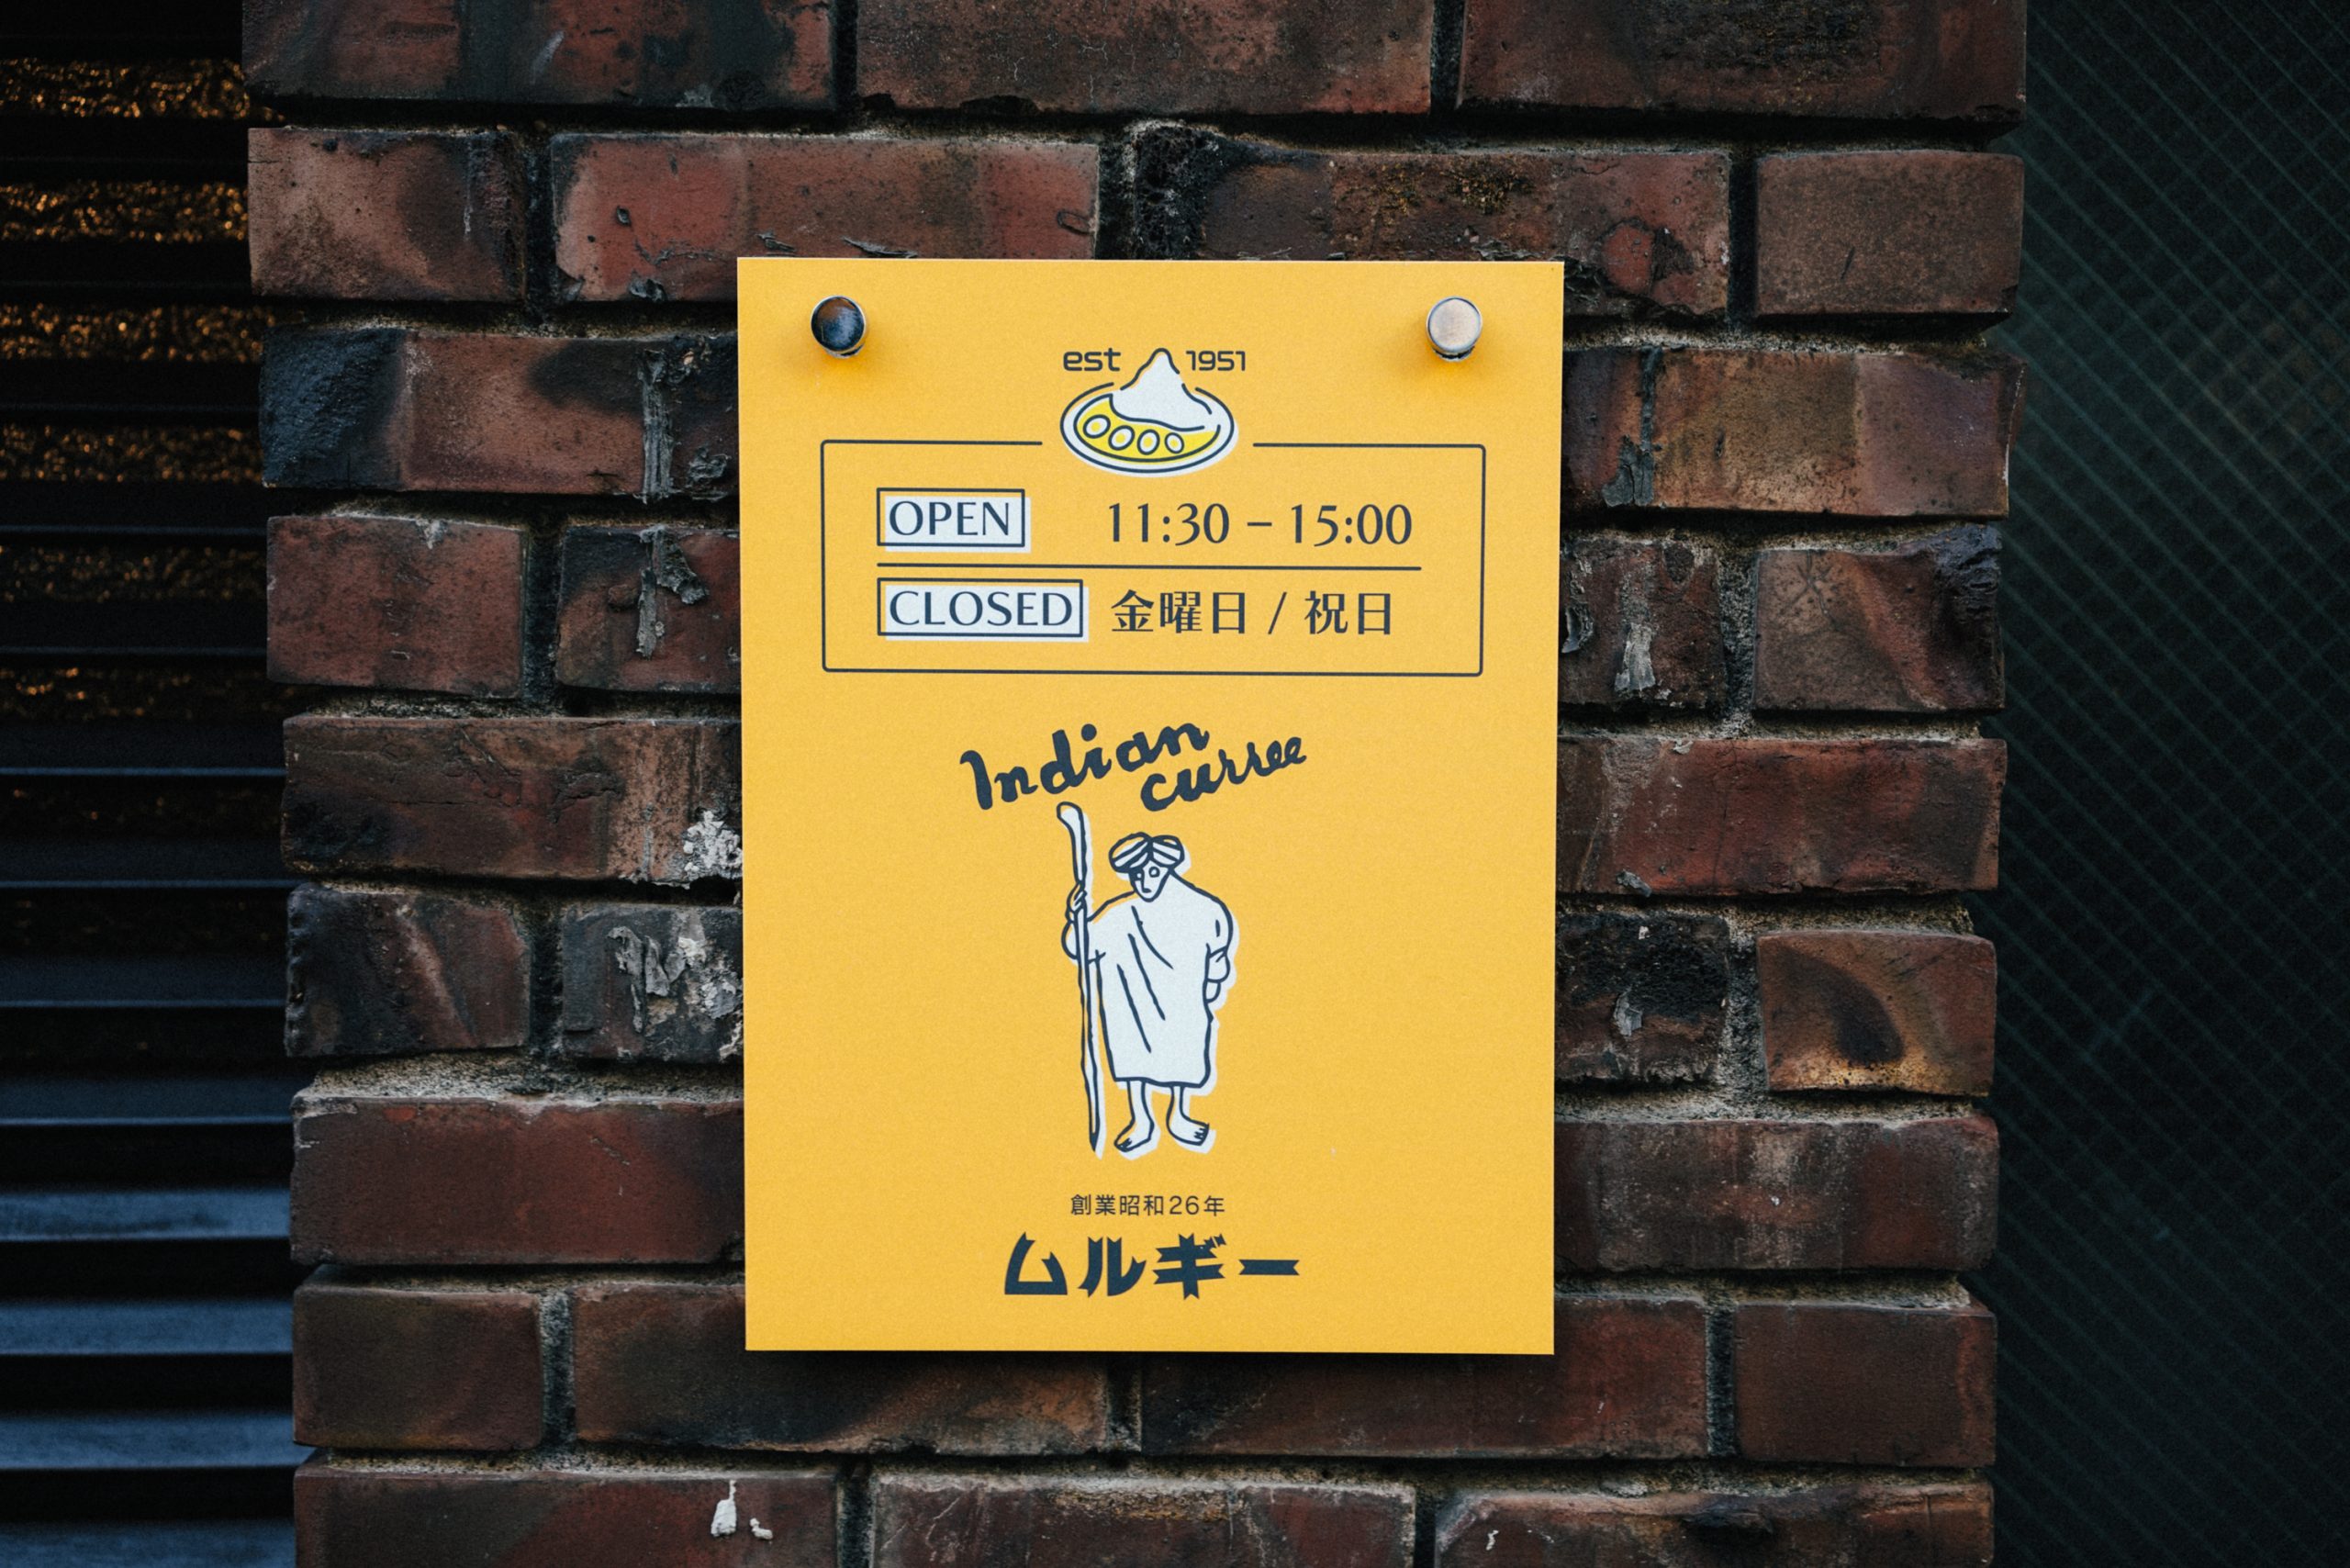 est 1951
OPEN 11:30 – 15:00
CLOSED 金曜日 / 祝日
Indian
curree
創業昭和26年
ムルギー